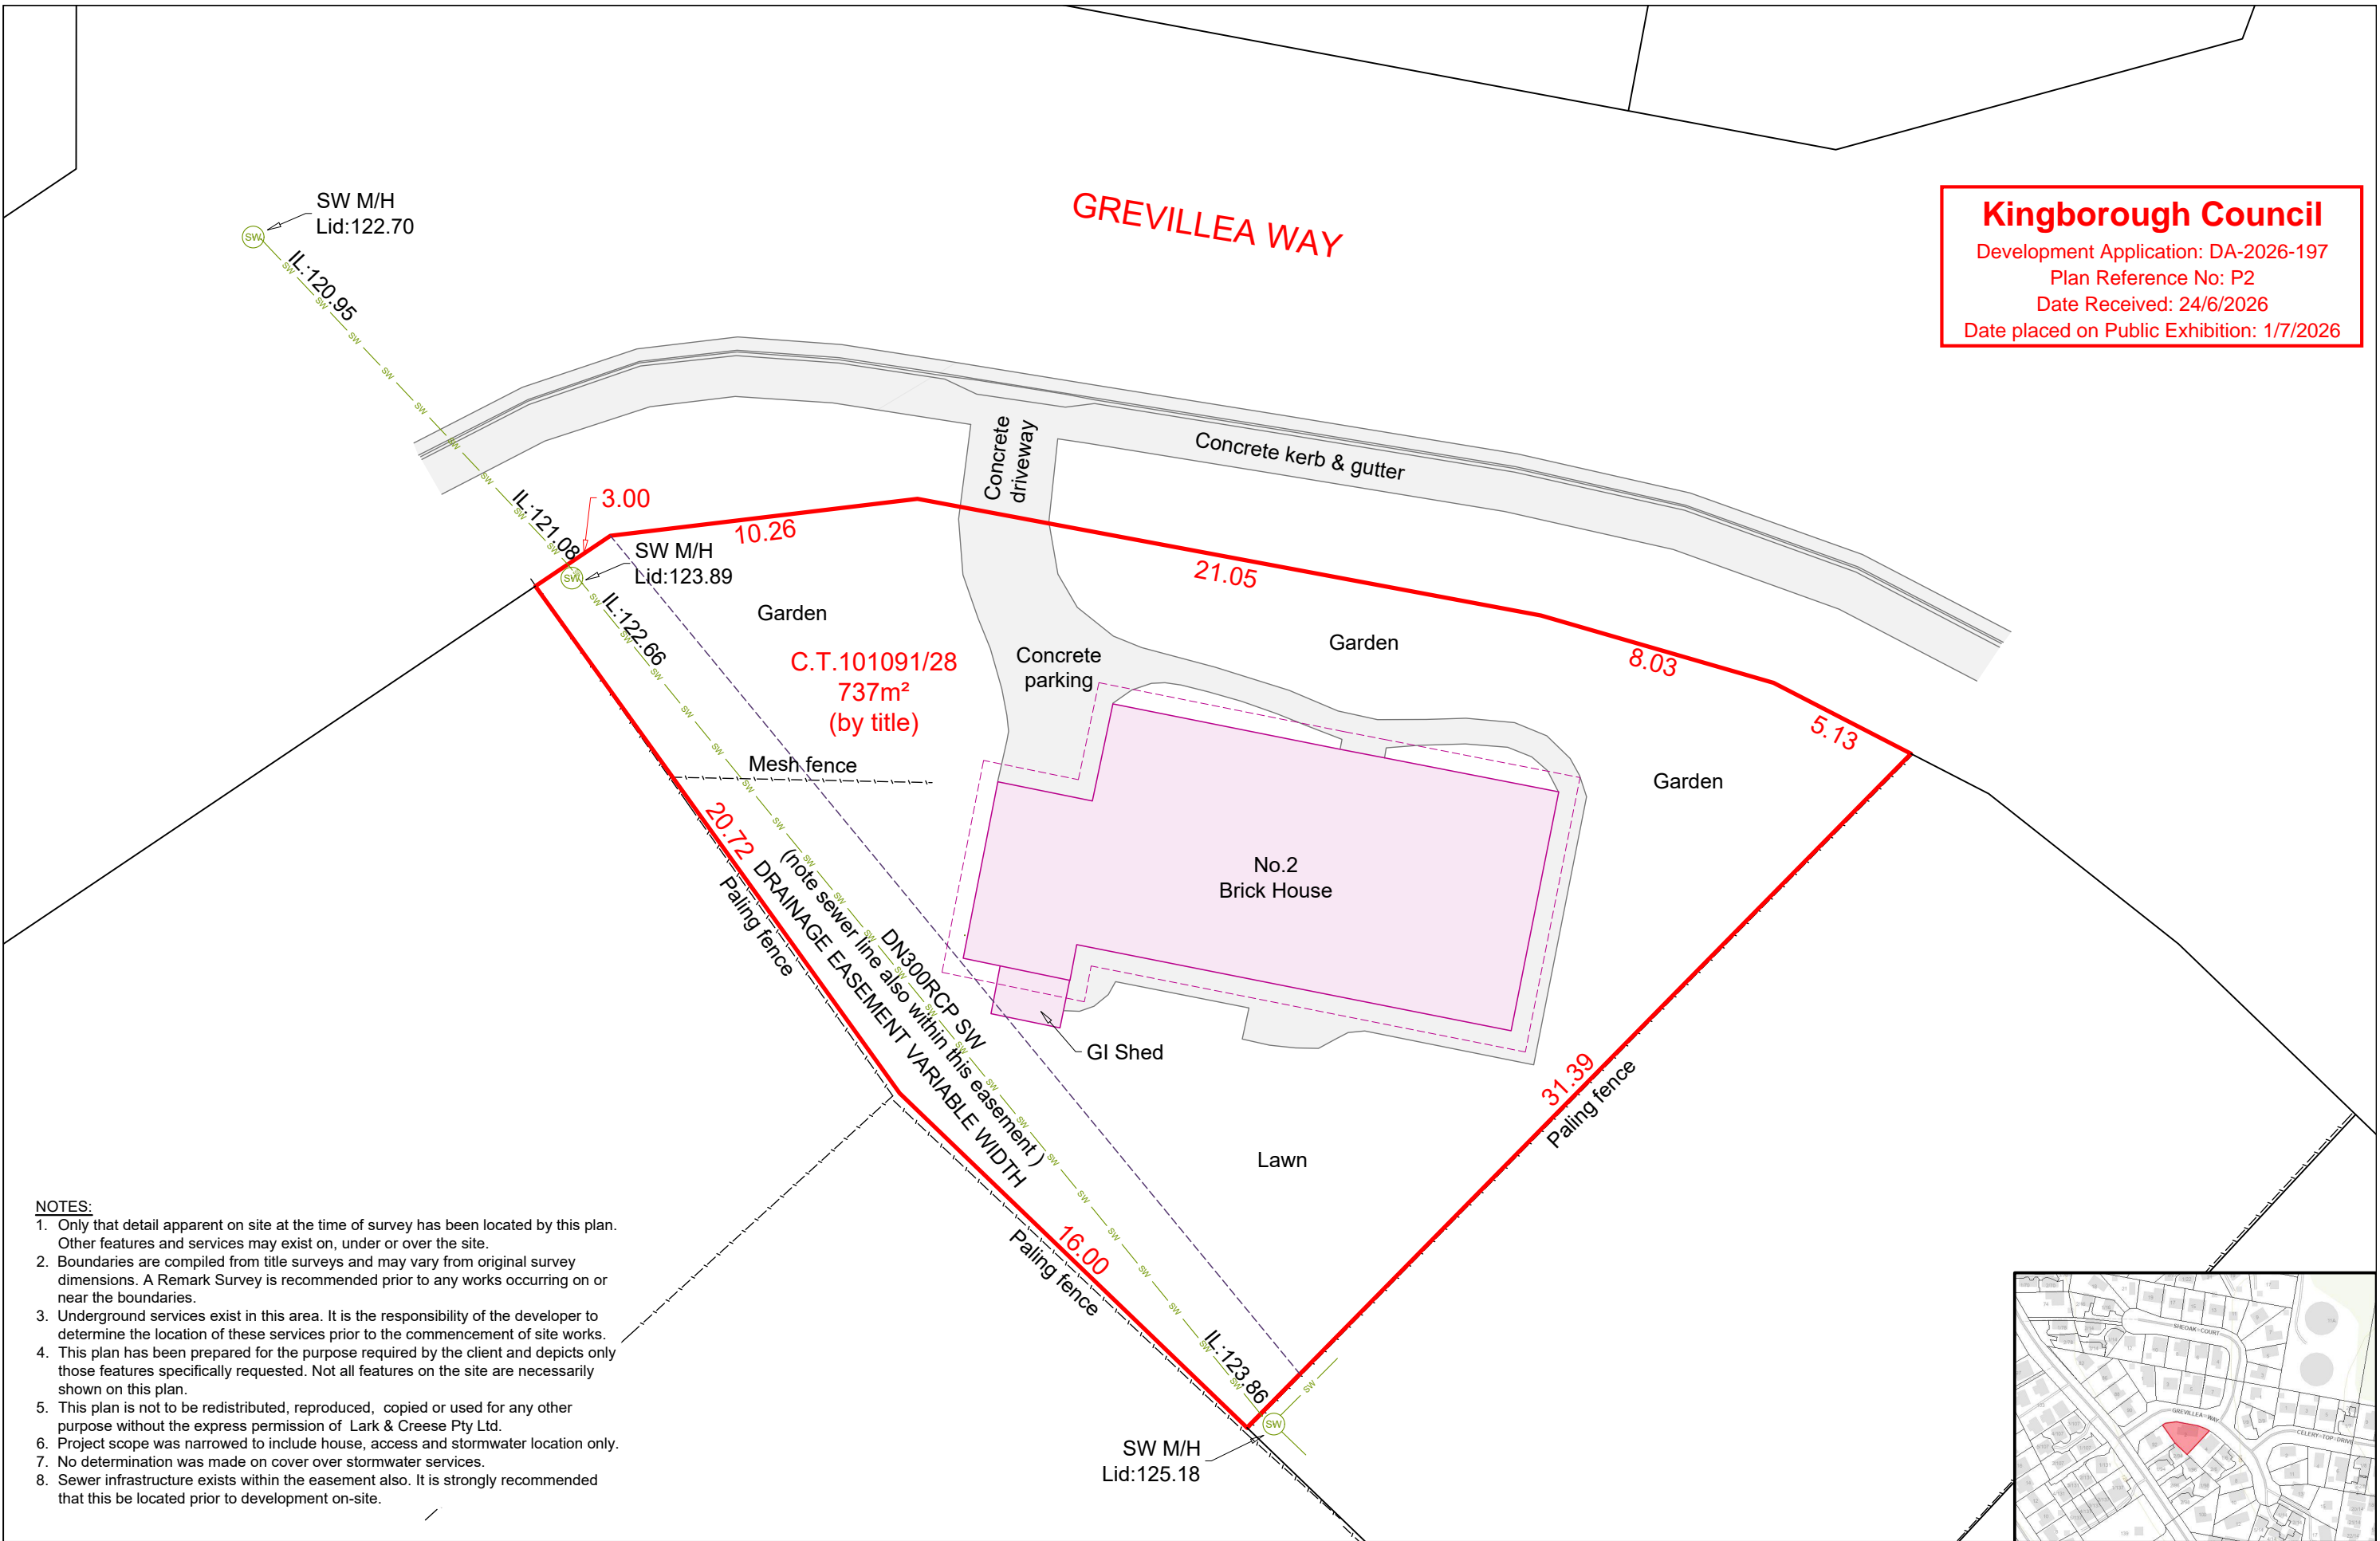 SW M/H
Lid:122.70
SW
IL:120.95
GREVILLEA WAY
Kingborough Council
Development Application: DA-2026-197
Plan Reference No: P2
Date Received: 24/6/2026
Date placed on Public Exhibition: 1/7/2026
Concrete
driveway
Concrete kerb & gutter
3.00
10.26
21.05
8.03
5.13
IL:121.08
SW M/H
Lid:123.89
SW
IL:122.66
Garden
C.T.101091/28
737m²
(by title)
Concrete
parking
Garden
Garden
Mesh fence
20.72
Paling fence
DRAINAGE EASEMENT VARIABLE WIDTH
(note sewer line also within this easement )
DN300RCP SW
No.2
Brick House
GI Shed
31.39
Paling fence
Lawn
16.00
Paling fence
IL:123.86
SW
SW M/H
Lid:125.18
NOTES:
1. Only that detail apparent on site at the time of survey has been located by this plan.
Other features and services may exist on, under or over the site.
2. Boundaries are compiled from title surveys and may vary from original survey
dimensions. A Remark Survey is recommended prior to any works occurring on or
near the boundaries.
3. Underground services exist in this area. It is the responsibility of the developer to
determine the location of these services prior to the commencement of site works.
4. This plan has been prepared for the purpose required by the client and depicts only
those features specifically requested. Not all features on the site are necessarily
shown on this plan.
5. This plan is not to be redistributed, reproduced, copied or used for any other
purpose without the express permission of Lark & Creese Pty Ltd.
6. Project scope was narrowed to include house, access and stormwater location only.
7. No determination was made on cover over stormwater services.
8. Sewer infrastructure exists within the easement also. It is strongly recommended
that this be located prior to development on-site.
SHEOAK COURT
GREVILLEA WAY
CELERY-TOP-DRIVE